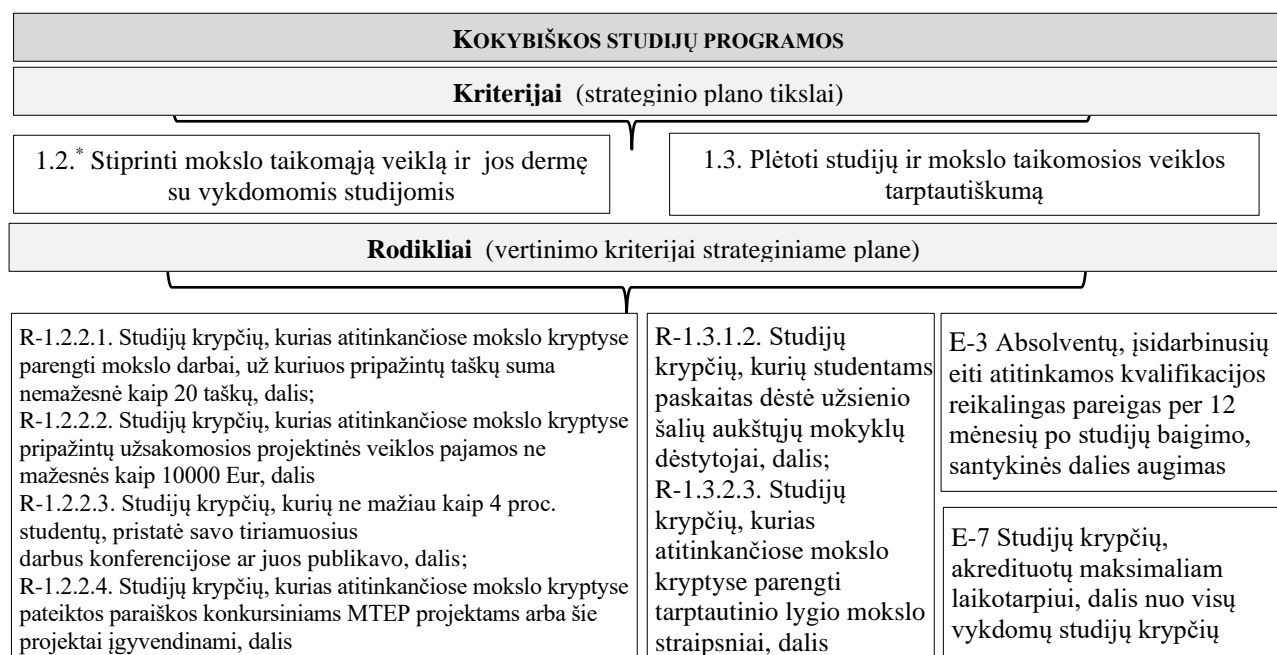 KOKYBIŠKOS STUDIJŲ PROGRAMOS
Kriterijai (strateginio plano tikslai)
1.2.* Stiprinti mokslo taikomąją veiklą ir jos dermę
su vykdomomis studijomis
1.3. Plėtoti studijų ir mokslo taikomosios veiklos
tarptautiškumą
Rodikliai (vertinimo kriterijai strateginiame plane)
R-1.2.2.1. Studijų krypčių, kurias atitinkančiose mokslo kryptyse
parengti mokslo darbai, už kuriuos pripažintų taškų suma
nemažesnė kaip 20 taškų, dalis;
R-1.2.2.2. Studijų krypčių, kurias atitinkančiose mokslo kryptyse
pripažintų užsakomosios projektinės veiklos pajamos ne
mažesnės kaip 10000 Eur, dalis
R-1.2.2.3. Studijų krypčių, kurių ne mažiau kaip 4 proc.
studentų, pristatė savo tiriamuosius
darbus konferencijose ar juos publikavo, dalis;
R-1.2.2.4. Studijų krypčių, kurias atitinkančiose mokslo kryptyse
pateiktos paraiškos konkursiniams MTEP projektams arba šie
projektai įgyvendinami, dalis
R-1.3.1.2. Studijų
krypčių, kurių studentams
paskaitas dėstė užsienio
šalių aukštųjų mokyklų
dėstytojai, dalis;
R-1.3.2.3. Studijų
krypčių, kurias
atitinkančiose mokslo
kryptyse parengti
tarptautinio lygio mokslo
straipsniai, dalis
E-3 Absolventų, įsidarbinusių
eiti atitinkamos kvalifikacijos
reikalingas pareigas per 12
mėnesių po studijų baigimo,
santykinės dalies augimas
E-7 Studijų krypčių,
akredituotų maksimaliam
laikotarpiui, dalis nuo visų
vykdomų studijų krypčių